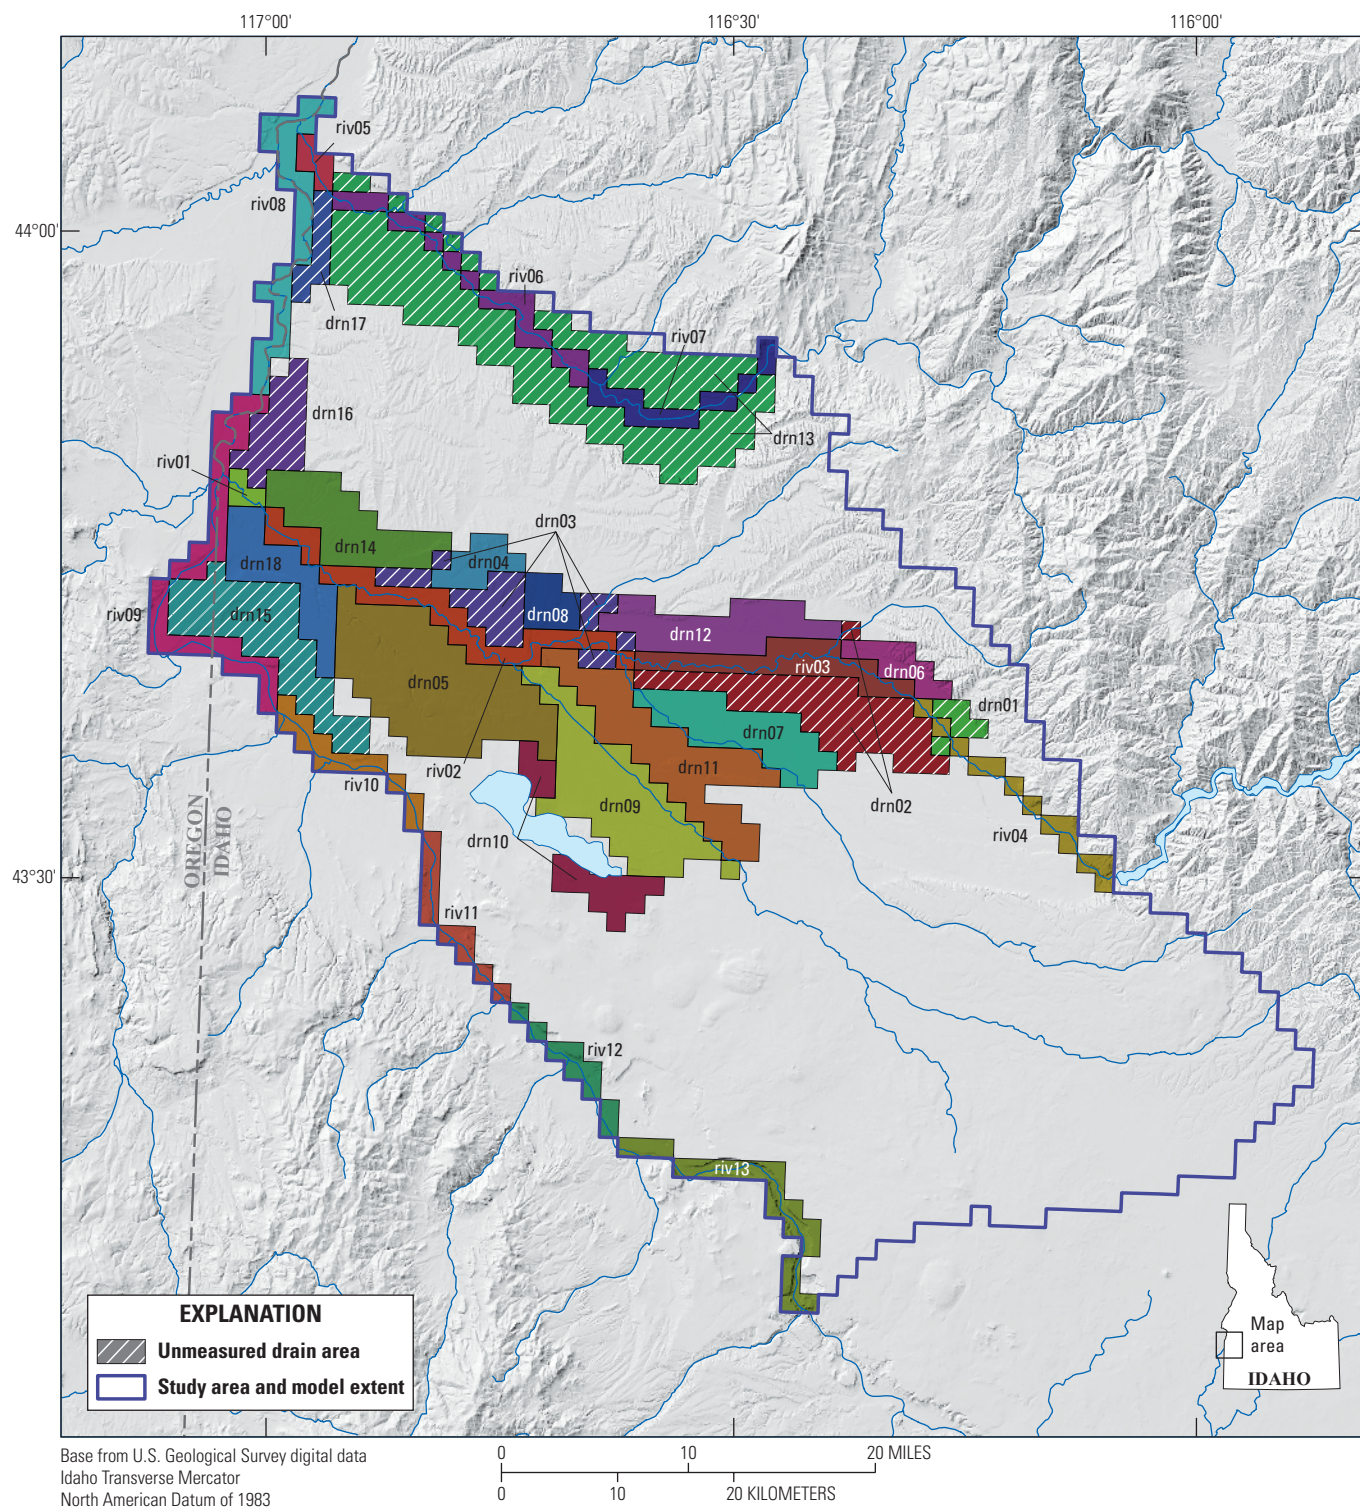 117°00'
116°30'
116°00'
riv05
riv08
44°00'
riv06
drn17
riv07
drn16
drn13
riv01
drn03
drn14
drn04
drn18
drn08
drn15
riv09
drn12
riv03
drn06
drn05
drn01
drn07
drn11
riv02
riv10
drn02
drn09
riv04
drn10
OREGON
IDAHO
43°30'
riv11
riv12
riv13
EXPLANATION
Unmeasured drain area
Study area and model extent
Map
area
IDAHO
Base from U.S. Geological Survey digital data
Idaho Transverse Mercator
North American Datum of 1983
0 10 20 MILES
0 10 20 KILOMETERS